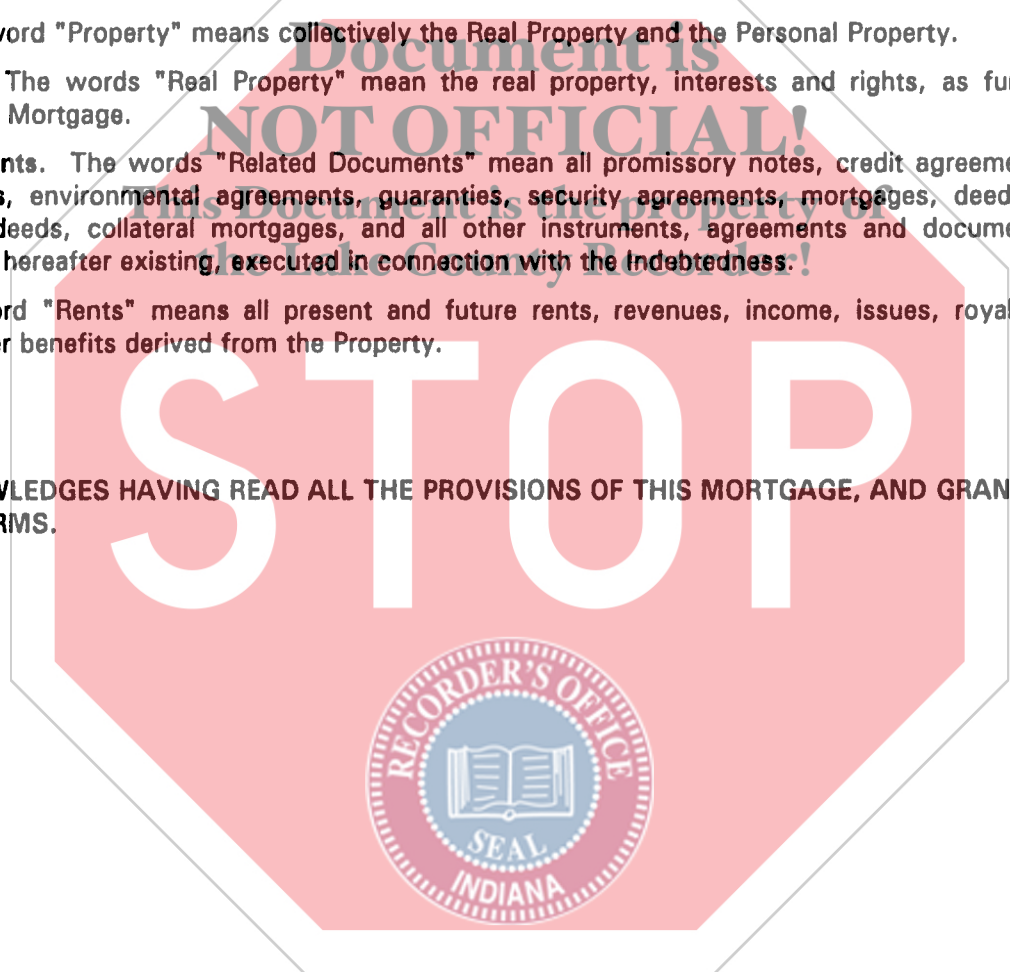 word "Property" means collectively the Real Property and the Personal Property.
Document is
The words "Real Property" mean the real property, interests and rights, as fur
Mortgage.
NOT OFFICIAL!
nts. The words "Related Documents" mean all promissory notes, credit agreeme
s, environmental agreements, guaranties, security agreements, mortgages, deed
This Document is the property of
deeds, collateral mortgages, and all other instruments, agreements and docume
hereafter existing, executed in connection with the Indebtedness.
the Lake County Recorder!
rd "Rents" means all present and future rents, revenues, income, issues, royal
r benefits derived from the Property.
STOP
LEDGES HAVING READ ALL THE PROVISIONS OF THIS MORTGAGE, AND GRAN
RMS.
RECORDER'S OFFICE
SEAL
INDIANA